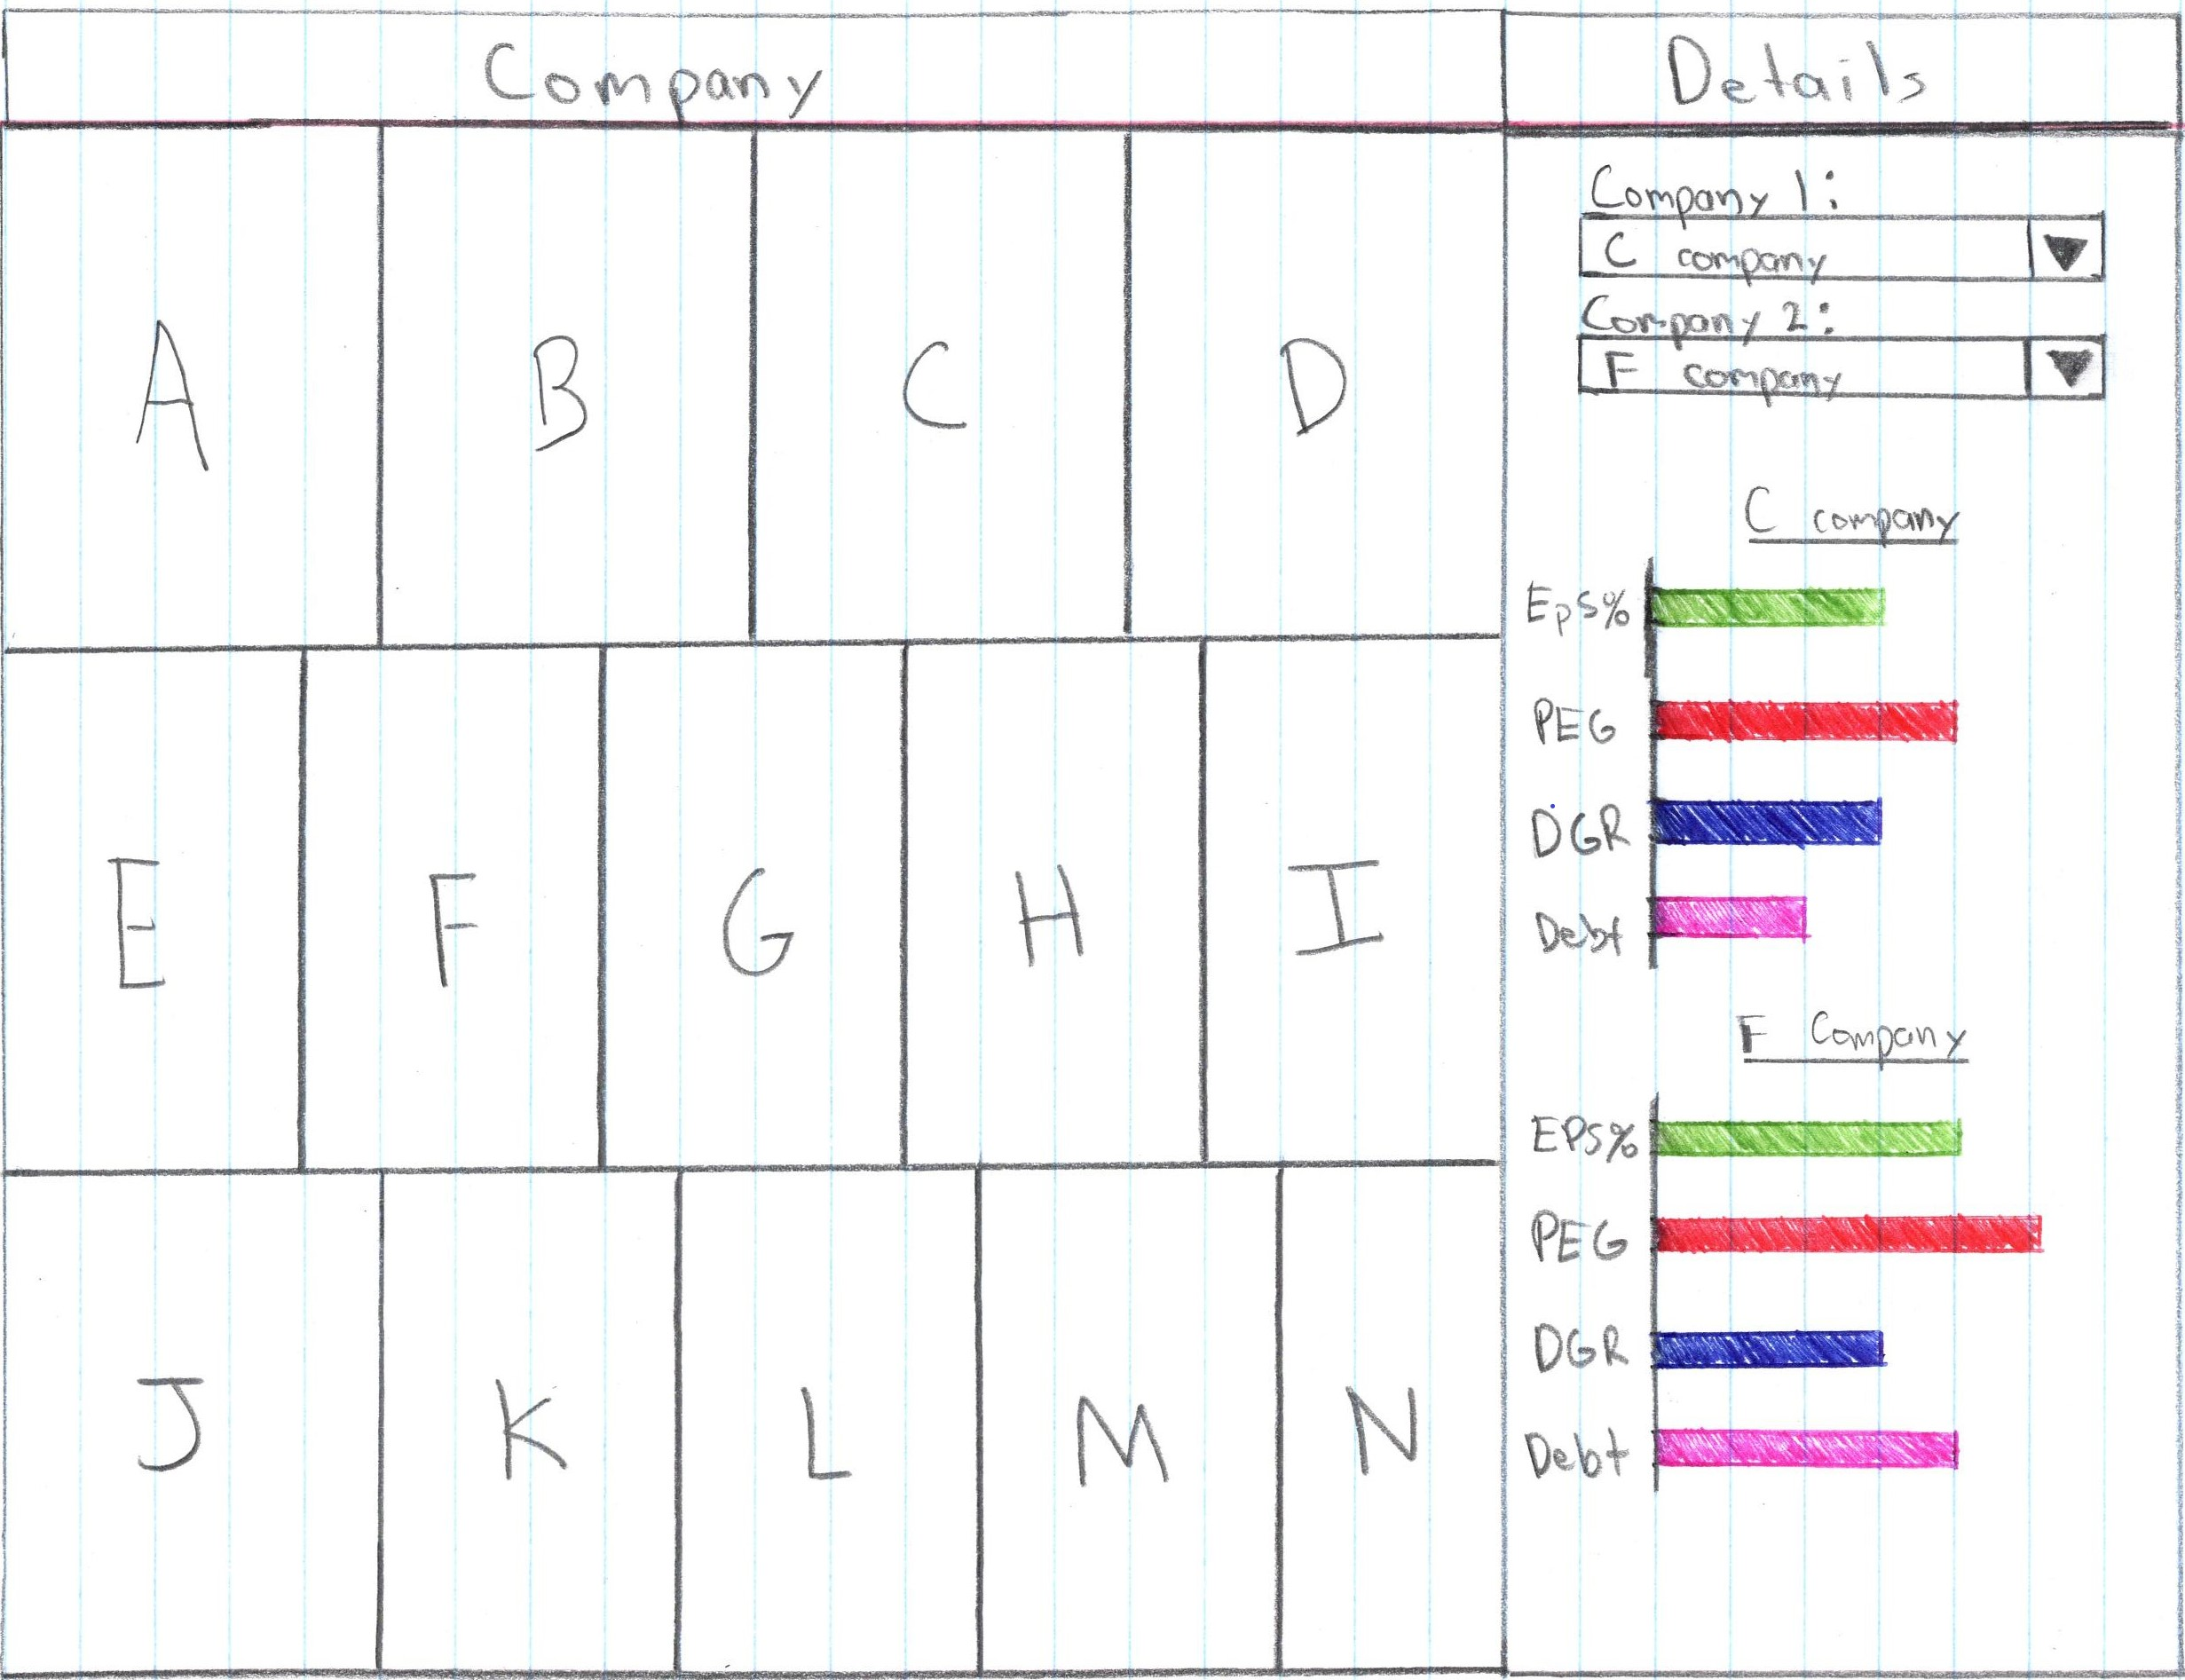 Company
Details
A B C D
E F G H I
J K L M N
Company 1:
C company
Company 2:
F company
C company
EpS%
PEG
DGR
Debt
F Company
EPS%
PEG
DGR
Debt